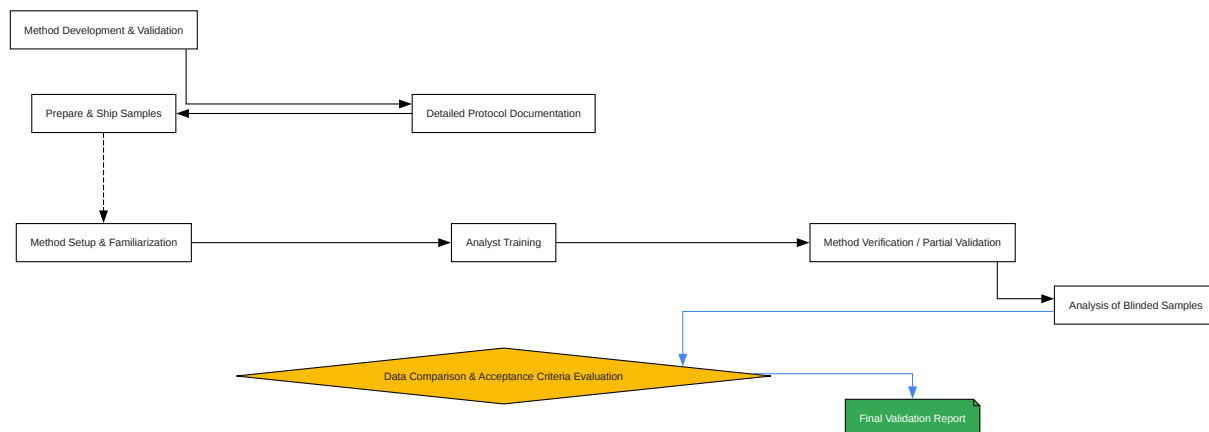 Method Development & Validation
Prepare & Ship Samples
Detailed Protocol Documentation
Method Setup & Familiarization
Analyst Training
Method Verification / Partial Validation
Analysis of Blinded Samples
Data Comparison & Acceptance Criteria Evaluation
Final Validation Report